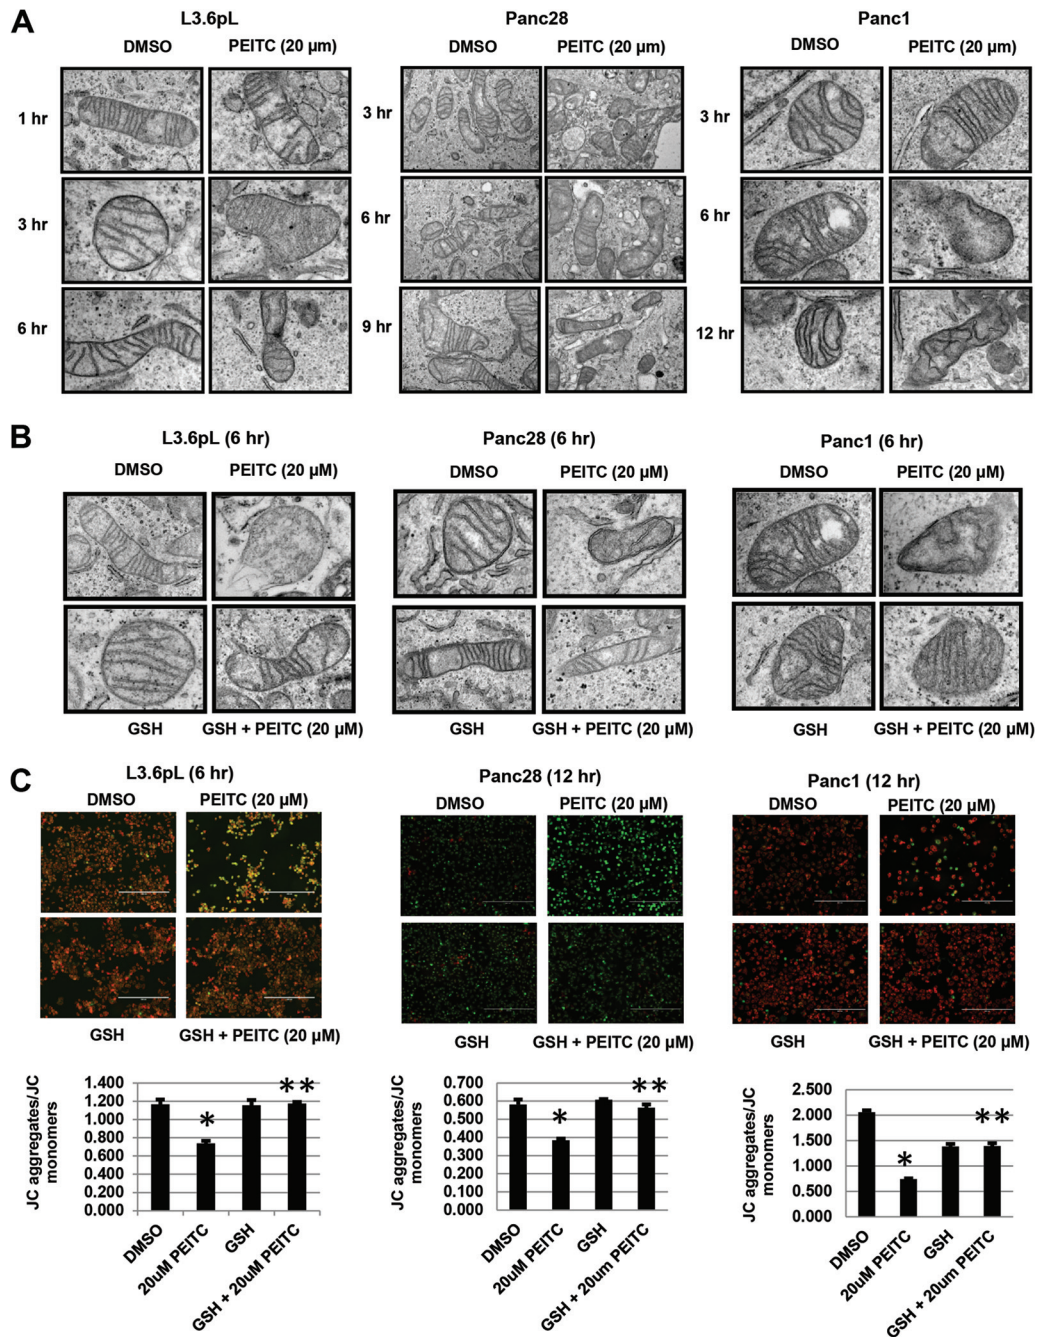 A
L3.6pL
Panc28
Panc1
DMSO
PEITC (20 µm)
DMSO
PEITC (20 µm)
DMSO
PEITC (20 µm)
1 hr
3 hr
6 hr
3 hr
6 hr
9 hr
3 hr
6 hr
12 hr
B
L3.6pL (6 hr)
Panc28 (6 hr)
Panc1 (6 hr)
DMSO
PEITC (20 µM)
DMSO
PEITC (20 µM)
DMSO
PEITC (20 µM)
GSH
GSH + PEITC (20 µM)
GSH
GSH + PEITC (20 µM)
GSH
GSH + PEITC (20 µM)
C
L3.6pL (6 hr)
Panc28 (12 hr)
Panc1 (12 hr)
DMSO
PEITC (20 µM)
DMSO
PEITC (20 µM)
DMSO
PEITC (20 µM)
GSH
GSH + PEITC (20 µM)
GSH
GSH + PEITC (20 µM)
GSH
GSH + PEITC (20 µM)
JC aggregates/JC
monomers
1.400
1.200
1.000
0.800
0.600
0.400
0.200
0.000
*
**
DMSO
20uM PEITC
GSH
GSH + 20uM PEITC
JC aggregates/JC
monomers
0.700
0.600
0.500
0.400
0.300
0.200
0.100
0.000
*
**
DMSO
20uM PEITC
GSH
GSH + 20um PEITC
JC aggregates/JC
monomers
2.500
2.000
1.500
1.000
0.500
0.000
*
**
DMSO
20uM PEITC
GSH
GSH + 20um PEITC